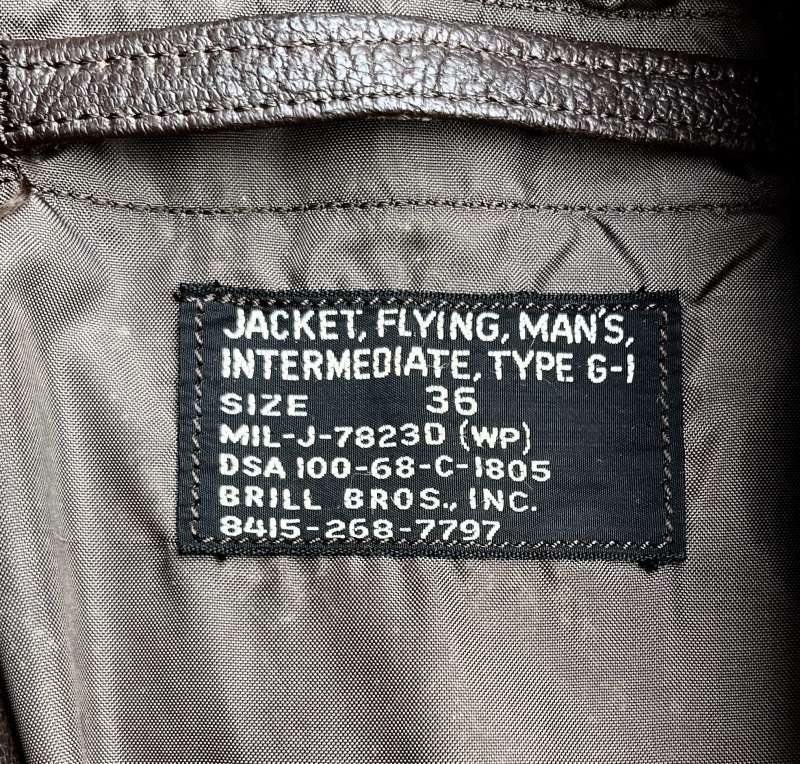 JACKET, FLYING, MAN'S,
INTERMEDIATE, TYPE G-1
SIZE 36
MIL-J-7823D (WP)
DSA 100-68-C-1805
BRILL BROS., INC.
8415-268-7797